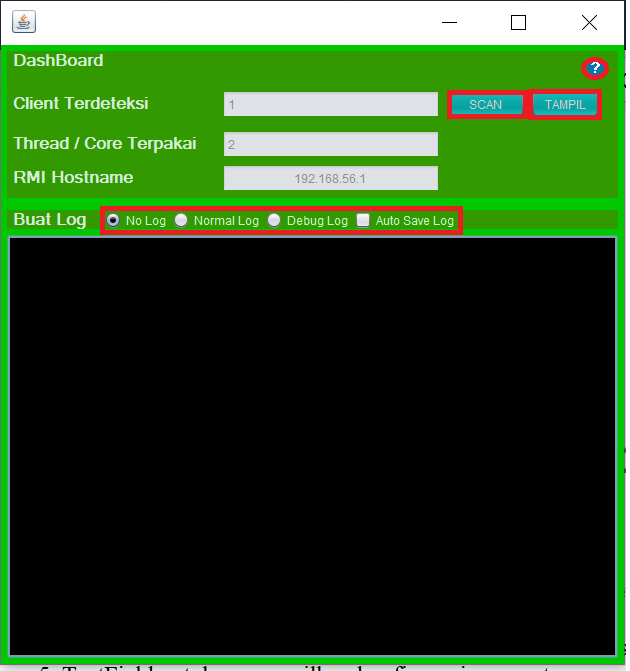 DashBoard
?
Client Terdeteksi 1 SCAN TAMPIL
Thread / Core Terpakai 2
RMI Hostname 192.168.56.1
Buat Log No Log Normal Log Debug Log Auto Save Log